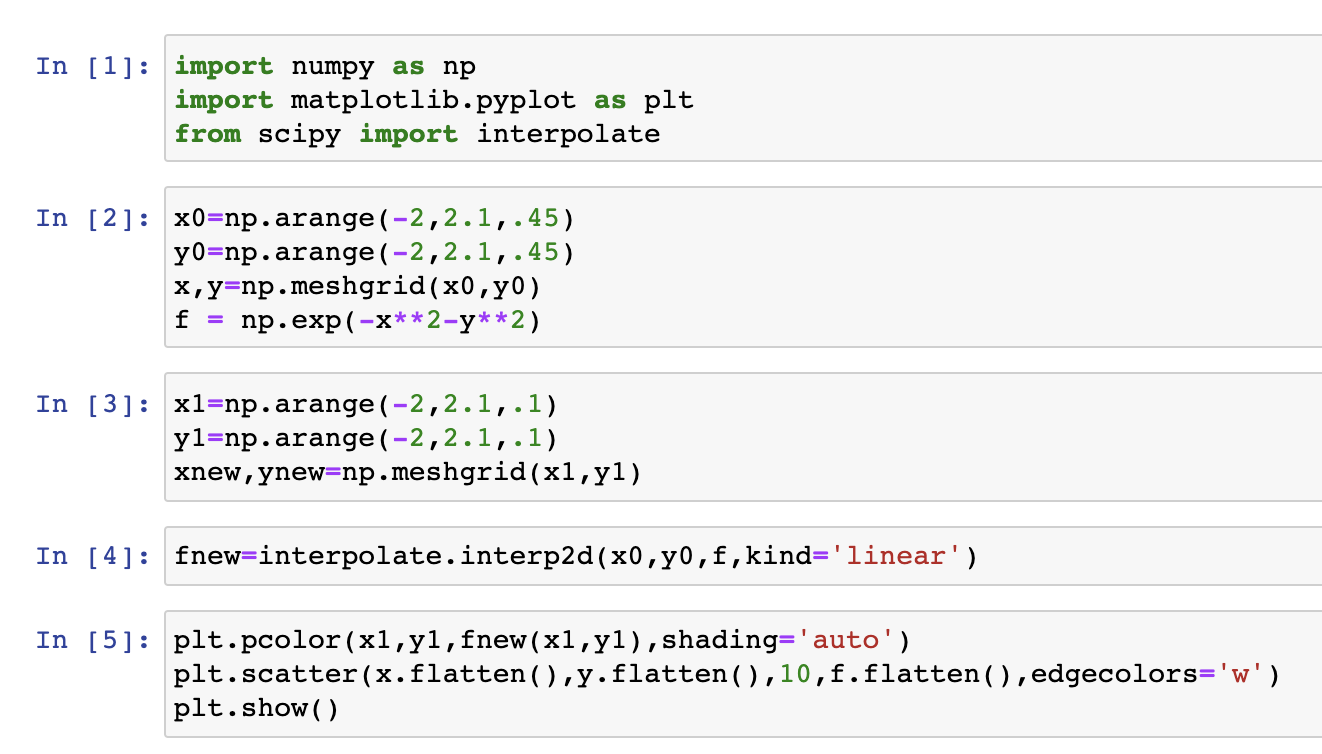 In [1]: import numpy as np
import matplotlib.pyplot as plt
from scipy import interpolate
In [2]: x0=np.arange(-2,2.1,.45)
y0=np.arange(-2,2.1,.45)
x,y=np.meshgrid(x0,y0)
f = np.exp(-x**2-y**2)
In [3]: x1=np.arange(-2,2.1,.1)
y1=np.arange(-2,2.1,.1)
xnew,ynew=np.meshgrid(x1,y1)
In [4]: fnew=interpolate.interp2d(x0,y0,f,kind='linear')
In [5]: plt.pcolor(x1,y1,fnew(x1,y1),shading='auto')
plt.scatter(x.flatten(),y.flatten(),10,f.flatten(),edgecolors='w')
plt.show()